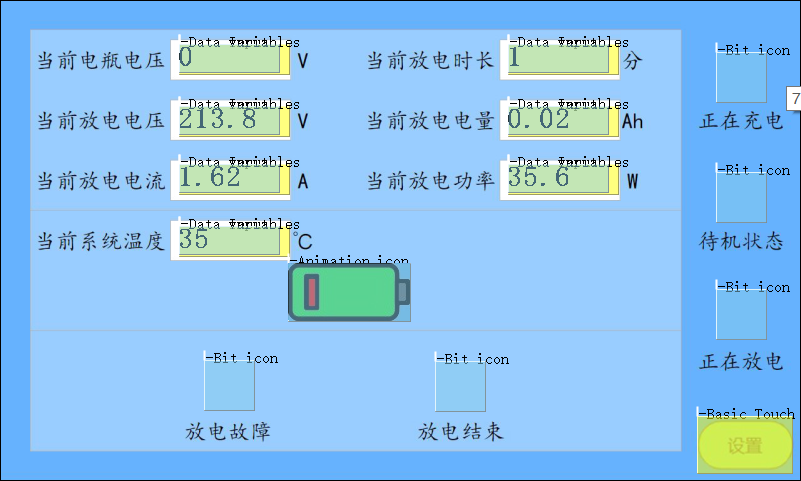 -Data Variables -Data Variables -Bit icon
当前电瓶电压 0 V 当前放电时长 1 分
7
-Data Variables -Data Variables
当前放电电压 213.8 V 当前放电电量 0.02 Ah 正在充电
-Data Variables -Data Variables -Bit icon
当前放电电流 1.62 A 当前放电功率 35.6 W
-Data Variables
当前系统温度 35 °C 待机状态
-Animation icon
-Bit icon
-Bit icon -Bit icon 正在放电
-Basic Touch
放电故障 放电结束 设置